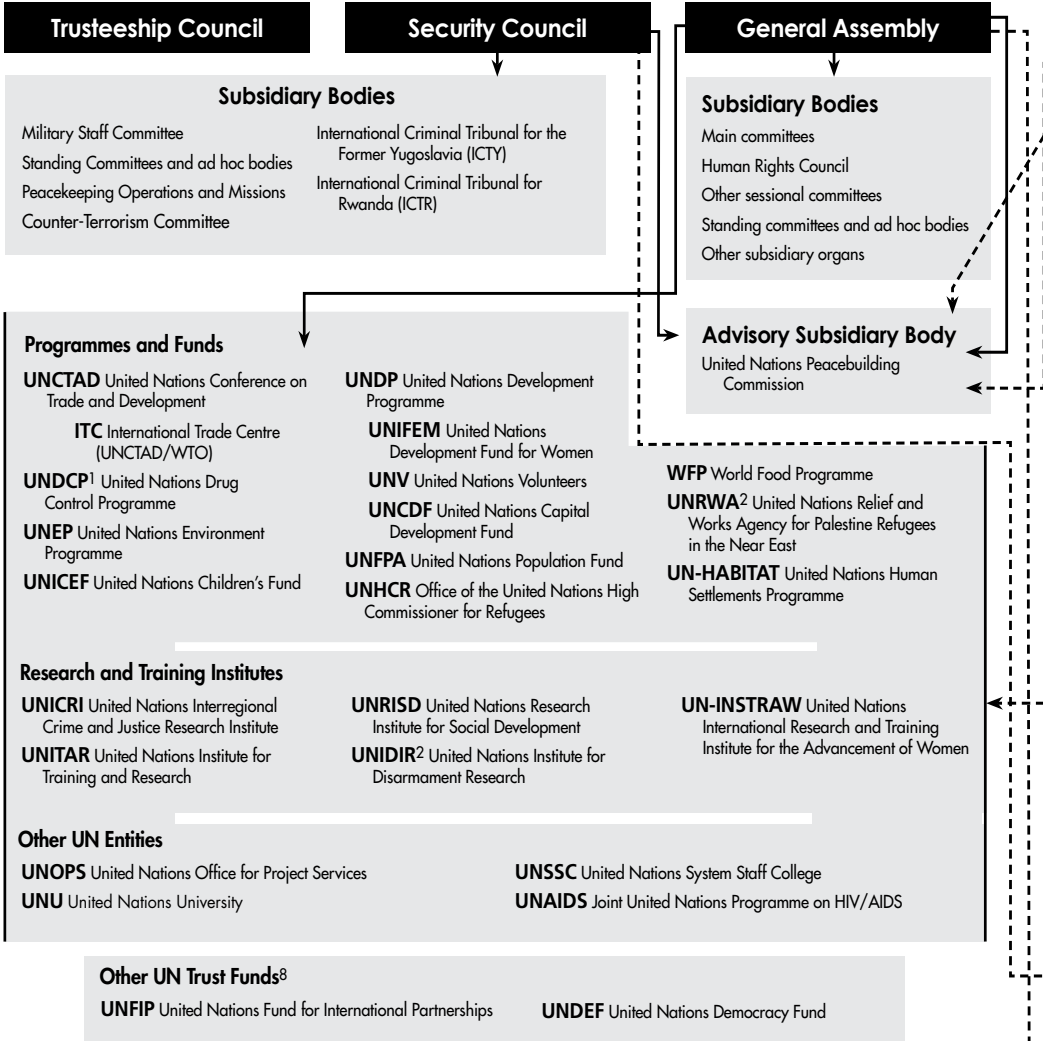 Trusteeship Council
Security Council
General Assembly
Subsidiary Bodies
Military Staff Committee
Standing Committees and ad hoc bodies
Peacekeeping Operations and Missions
Counter-Terrorism Committee
International Criminal Tribunal for the
Former Yugoslavia (ICTY)
International Criminal Tribunal for
Rwanda (ICTR)
Subsidiary Bodies
Main committees
Human Rights Council
Other sessional committees
Standing committees and ad hoc bodies
Other subsidiary organs
Advisory Subsidiary Body
United Nations Peacebuilding
Commission
Programmes and Funds
UNCTAD United Nations Conference on
Trade and Development
ITC International Trade Centre
(UNCTAD/WTO)
UNDCP1 United Nations Drug
Control Programme
UNEP United Nations Environment
Programme
UNICEF United Nations Children's Fund
UNDP United Nations Development
Programme
UNIFEM United Nations
Development Fund for Women
UNV United Nations Volunteers
UNCDF United Nations Capital
Development Fund
UNFPA United Nations Population Fund
UNHCR Office of the United Nations High
Commissioner for Refugees
WFP World Food Programme
UNRWA2 United Nations Relief and
Works Agency for Palestine Refugees
in the Near East
UN-HABITAT United Nations Human
Settlements Programme
Research and Training Institutes
UNICRI United Nations Interregional
Crime and Justice Research Institute
UNITAR United Nations Institute for
Training and Research
UNRISD United Nations Research
Institute for Social Development
UNIDIR2 United Nations Institute for
Disarmament Research
UN-INSTRAW United Nations
International Research and Training
Institute for the Advancement of Women
Other UN Entities
UNOPS United Nations Office for Project Services
UNU United Nations University
UNSSC United Nations System Staff College
UNAIDS Joint United Nations Programme on HIV/AIDS
Other UN Trust Funds8
UNFIP United Nations Fund for International Partnerships
UNDEF United Nations Democracy Fund